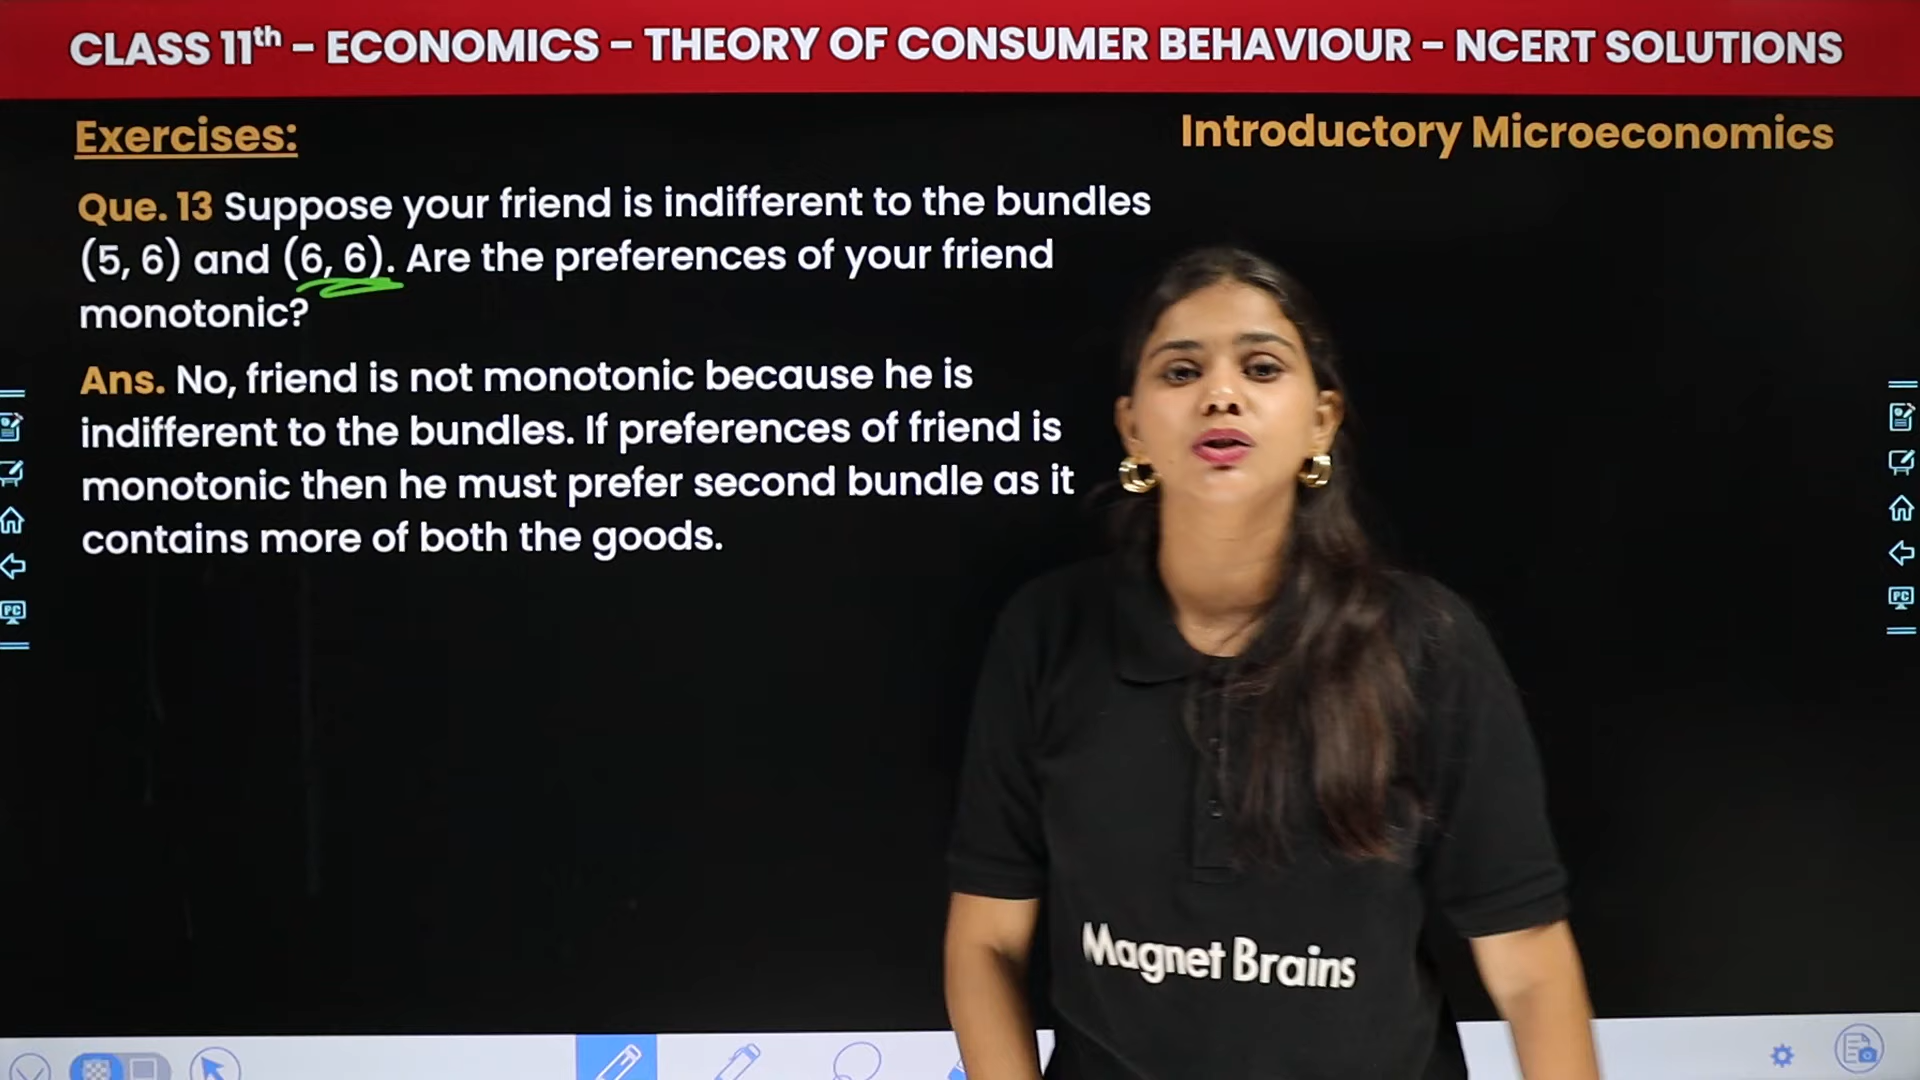 CLASS 11th – ECONOMICS – THEORY OF CONSUMER BEHAVIOUR – NCERT SOLUTIONS
Exercises:
Introductory Microeconomics
Que. 13 Suppose your friend is indifferent to the bundles
(5, 6) and (6, 6). Are the preferences of your friend
monotonic?
Ans. No, friend is not monotonic because he is
indifferent to the bundles. If preferences of friend is
monotonic then he must prefer second bundle as it
contains more of both the goods.
PC
PC
Magnet Brains